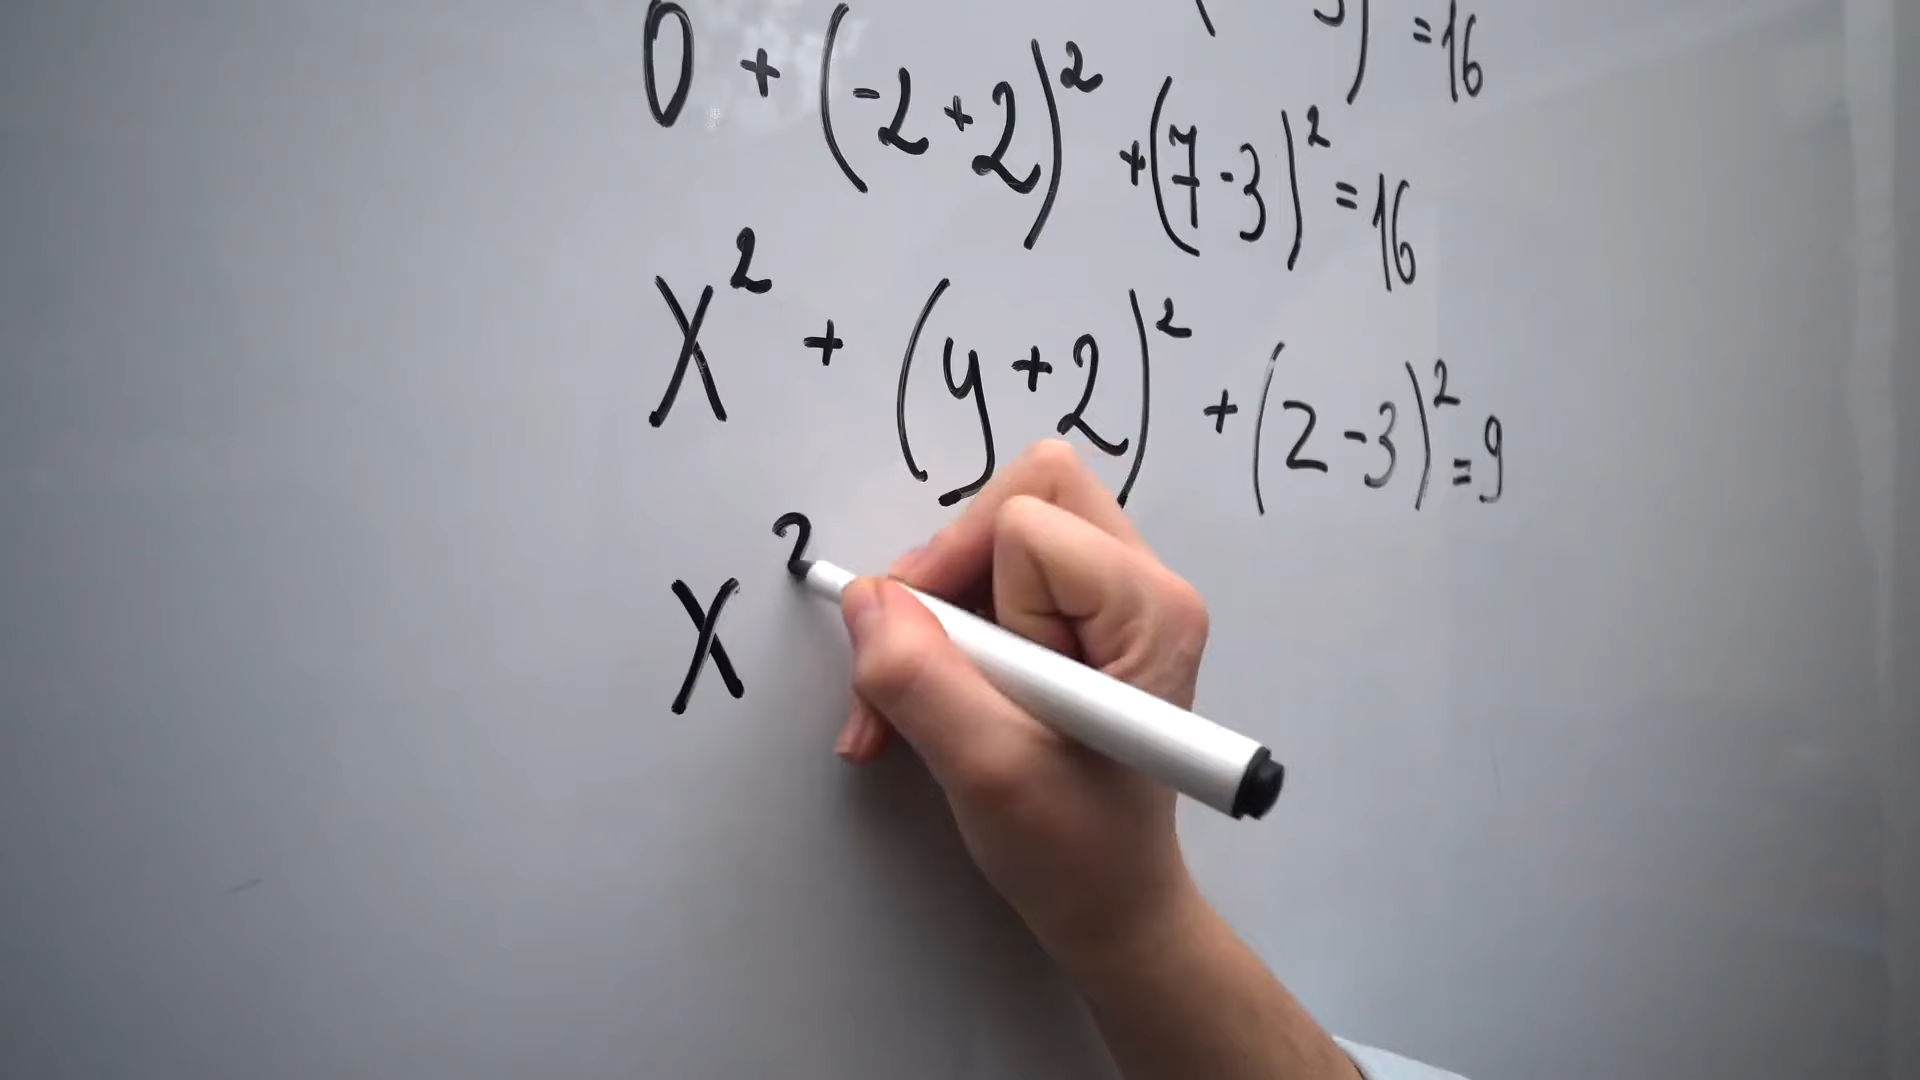 ) = 16
0 + (-2 + 2)² + (7 - 3)² = 16
X² + (y + 2)² + (2 - 3)² = 9
X²